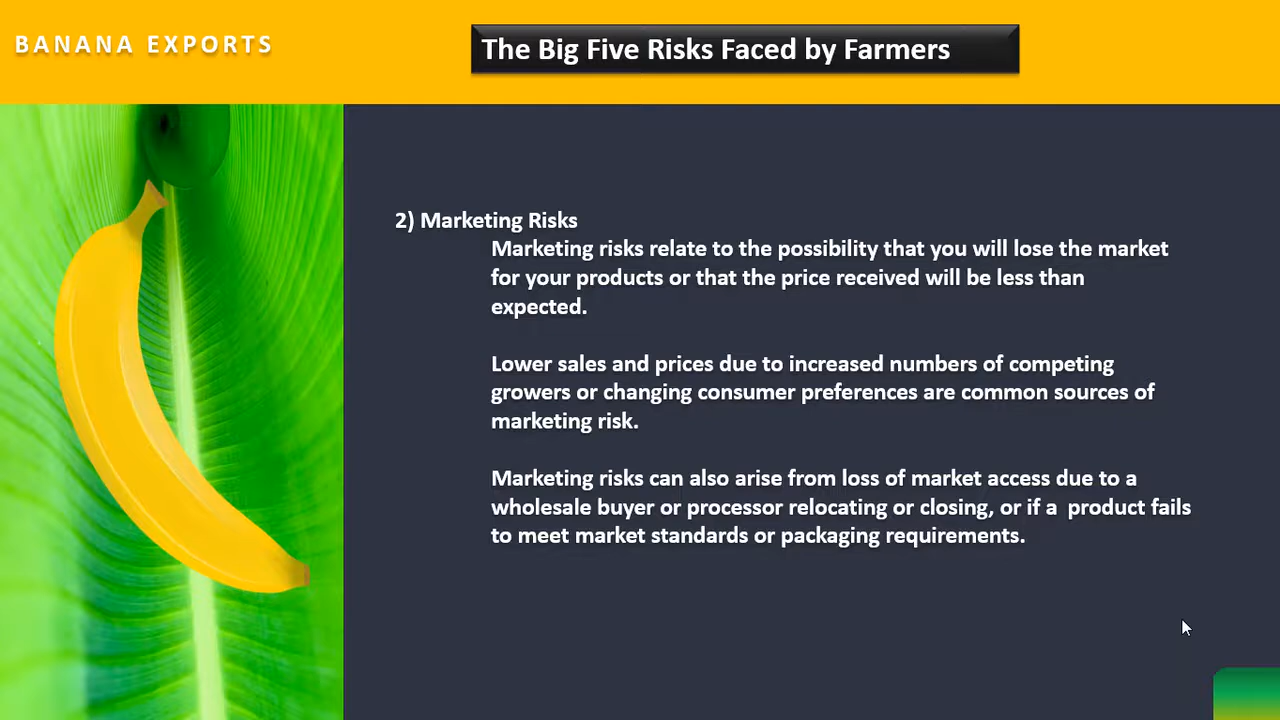 BANANA EXPORTS
The Big Five Risks Faced by Farmers
2) Marketing Risks
Marketing risks relate to the possibility that you will lose the market
for your products or that the price received will be less than
expected.
Lower sales and prices due to increased numbers of competing
growers or changing consumer preferences are common sources of
marketing risk.
Marketing risks can also arise from loss of market access due to a
wholesale buyer or processor relocating or closing, or if a  product fails
to meet market standards or packaging requirements.